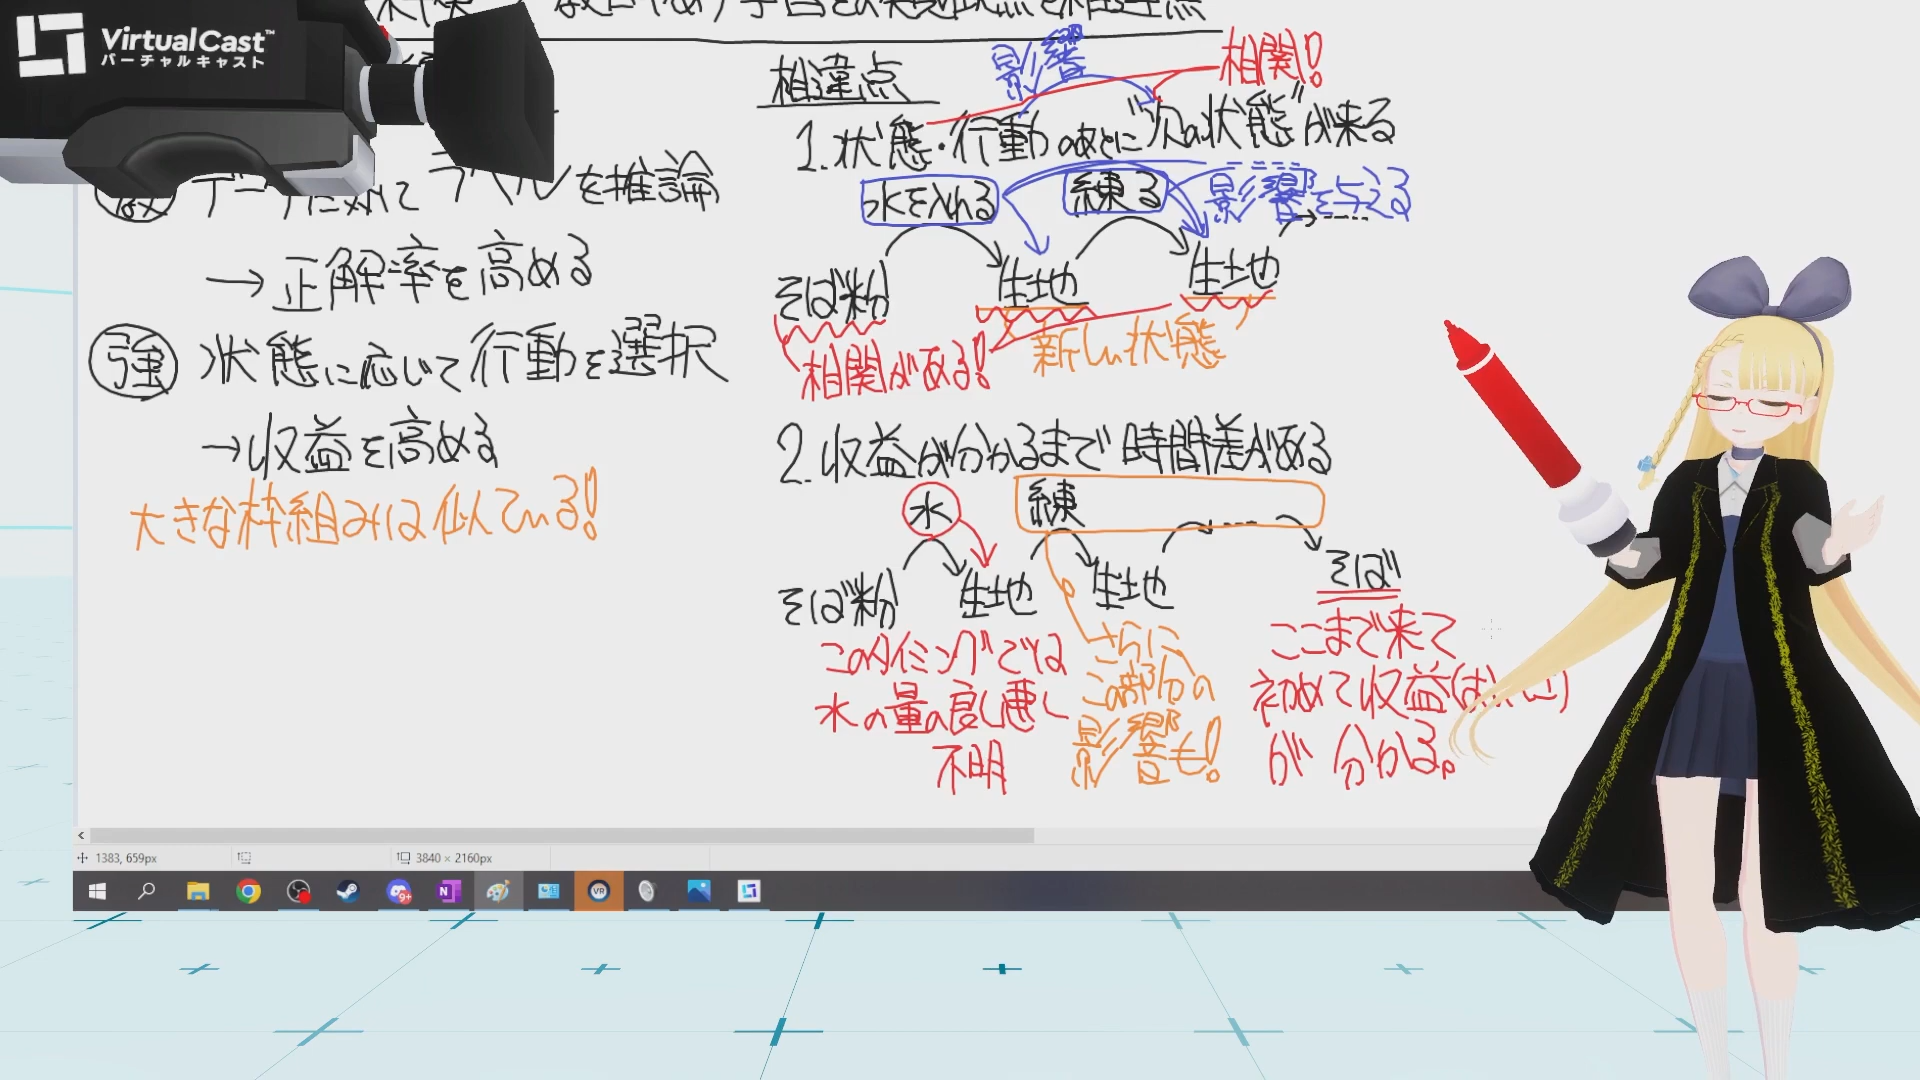 VirtualCast™
バーチャルキャスト
教 データに対して ラベルを推論
→ 正解率を高める
強 状態に応じて行動を選択
→ 収益を高める
大きな枠組みは似ている!
相違点
影響
相関!
1. 状態・行動のあとに "次の状態" が来る
水を入れる
練る
影響を与える
そば粉
生地
生地
相関がある!
新しい状態
2. 収益が分かるまで時間差がある
水
練
そば粉
生地
生地
そば
このタイミングでは
水の量の良し悪し
不明
さらに
この部分の
影響も!
ここまで来て
初めて収益
が 分かる。
1383, 659px
3840 × 2160px